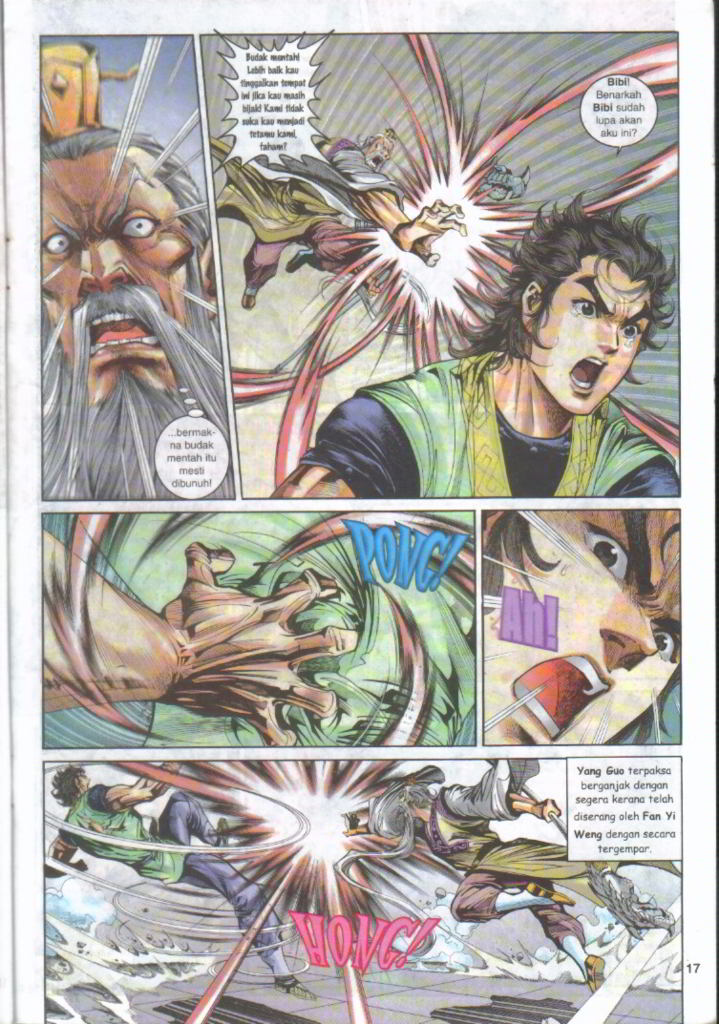 ...bermak-
na budak
mentah itu
mesti
dibunuh!
Budak mentah!
Lebih baik kau
tinggalkan tempat
ini jika kau masih
bijak! Kami tidak
suka kau menjadi
tetamu kami,
faham?
Bibi!
Benarkah
Bibi sudah
lupa akan
aku ini?
PONG!
Ah!
Yang Guo terpaksa
berganjak dengan
segera kerana telah
diserang oleh Fan Yi
Weng dengan secara
tergempar.
HONG!
17